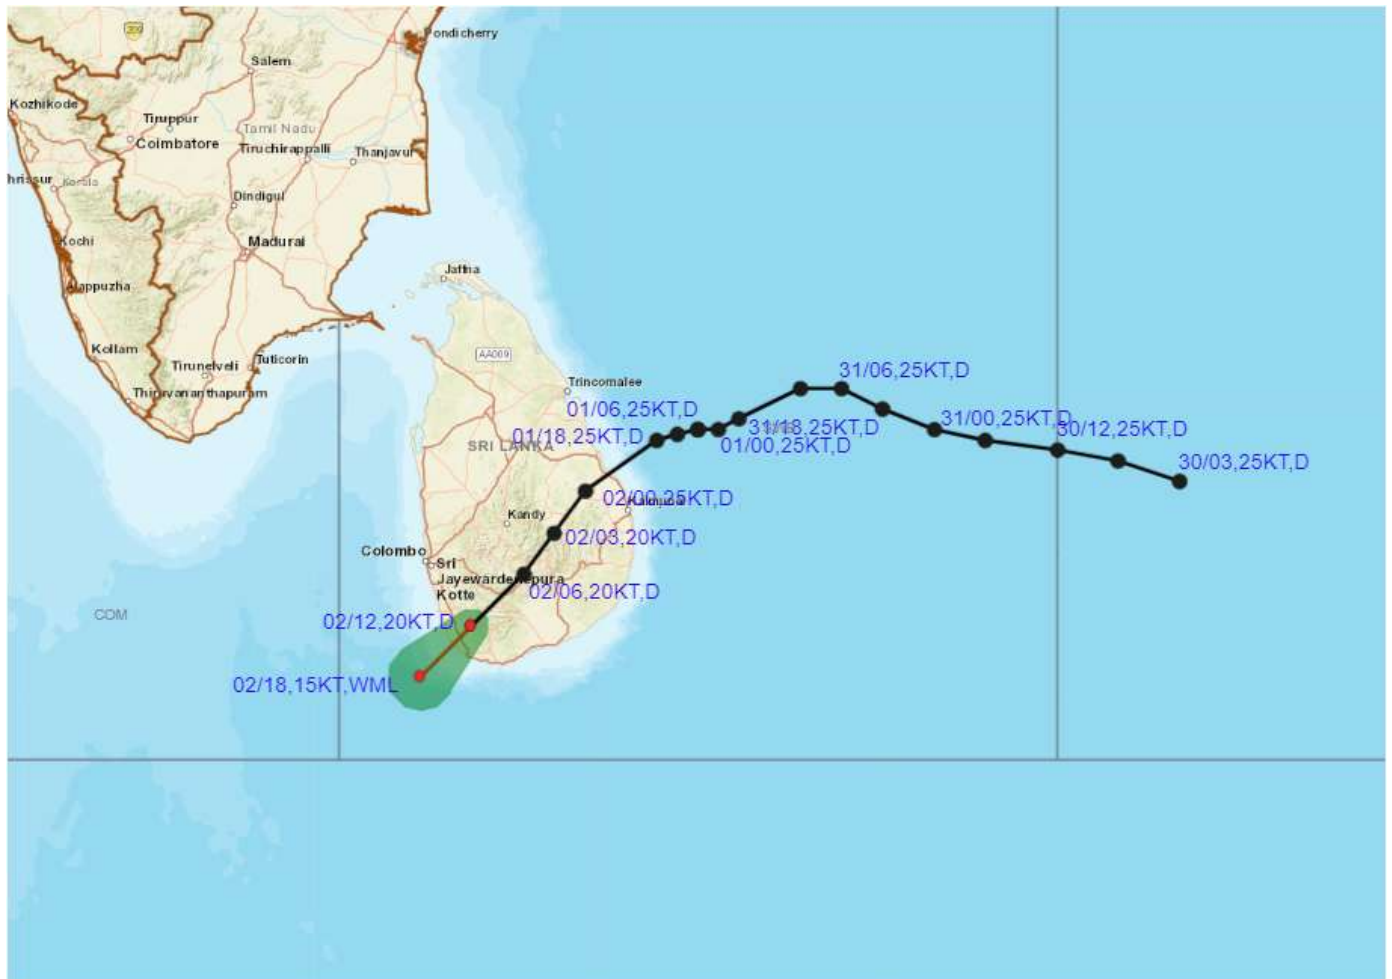 Pondicherry
Salem
Kozhikode
Tiruppur
Tamil Nadu
Coimbatore
Tiruchirappalli
Thanjavur
hrissur
Kerala
Dindigul
Kochi
Madurai
Jaffna
Alappuzha
Kollam
AA009
Tirunelveli
Tuticorin
Thiruvananthapuram
Trincomalee
31/06,25KT,D
01/06,25KT,D
31/18,25KT,D
31/00,25KT,D
30/12,25KT,D
01/18,25KT,D
SRI LANKA
01/00,25KT,D
30/03,25KT,D
02/00,25KT,D
Kalmunai
Kandy
02/03,20KT,D
Colombo
Sri
Jayewardenepura
Kotte
02/06,20KT,D
COM
02/12,20KT,D
02/18,15KT,WML